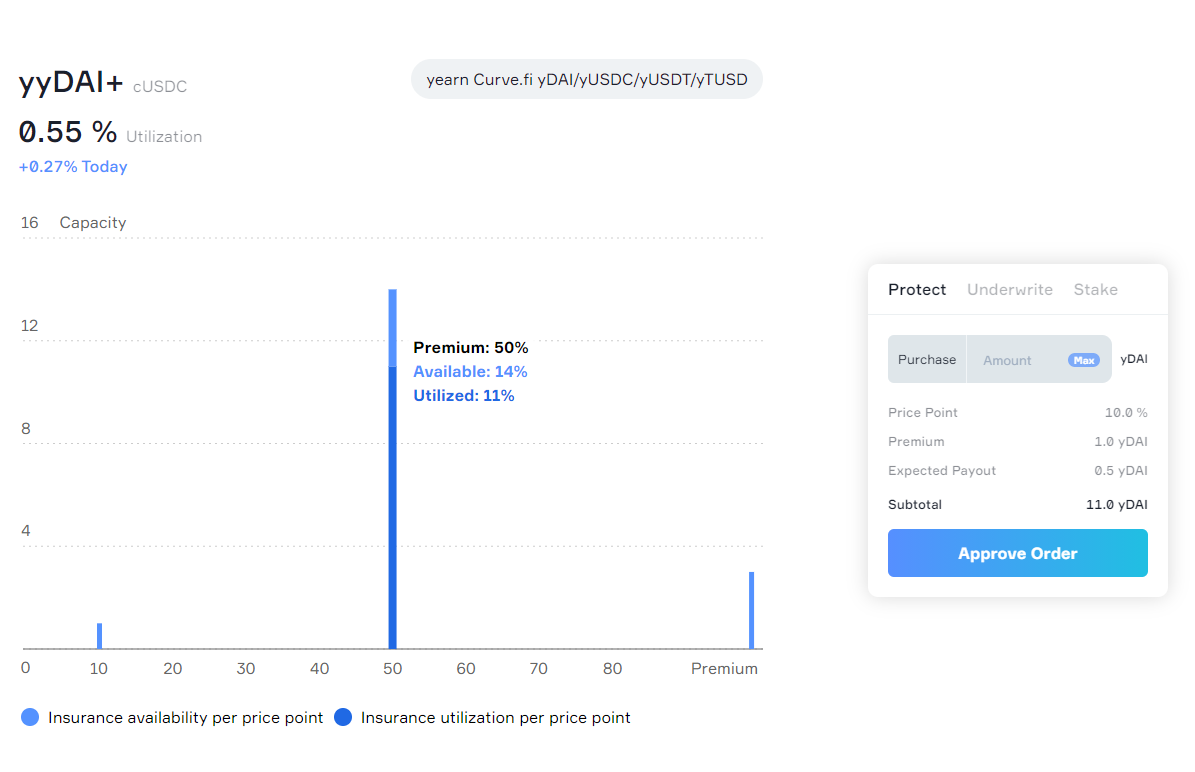 yyDAI+ cUSDC
yearn Curve.fi yDAI/yUSDC/yUSDT/yTUSD
0.55 % Utilization
+0.27% Today
16 Capacity
12
8
4
Premium: 50%
Available: 14%
Utilized: 11%
0 10 20 30 40 50 60 70 80 Premium
Insurance availability per price point Insurance utilization per price point
Protect Underwrite Stake
Purchase Amount Max yDAI
Price Point 10.0 %
Premium 1.0 yDAI
Expected Payout 0.5 yDAI
Subtotal 11.0 yDAI
Approve Order